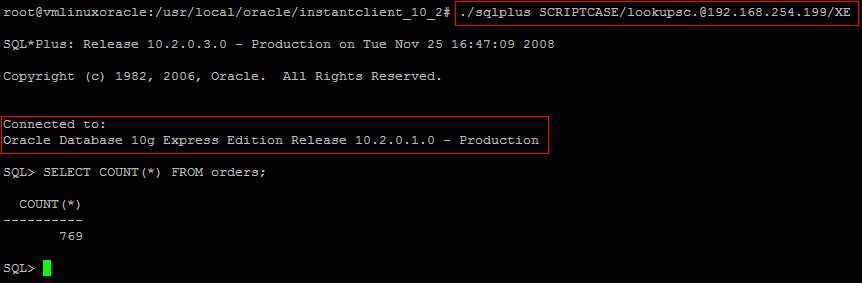 root@vmlinuxoracle:/usr/local/oracle/instantclient_10_2# ./sqlplus SCRIPTCASE/lookupsc.@192.168.254.199/XE
SQL*Plus: Release 10.2.0.3.0 - Production on Tue Nov 25 16:47:09 2008
Copyright (c) 1982, 2006, Oracle.  All Rights Reserved.
Connected to:
Oracle Database 10g Express Edition Release 10.2.0.1.0 - Production
SQL> SELECT COUNT(*) FROM orders;
  COUNT(*)
----------
       769
SQL>